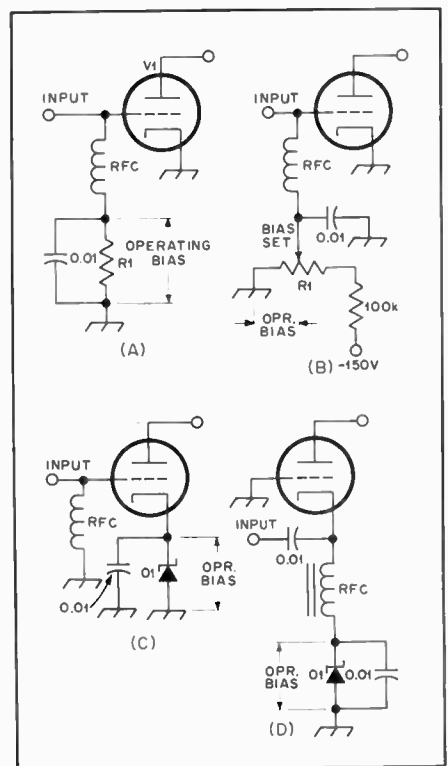 V1
INPUT
RFC
0.01
R1
OPERATING
BIAS
(A)
INPUT
RFC
BIAS
SET
0.01
R1
OPR.
BIAS
100k
-150V
(B)
INPUT
RFC
0.01
D1
OPR.
BIAS
(C)
INPUT
0.01
RFC
OPR.
BIAS
D1
0.01
(D)